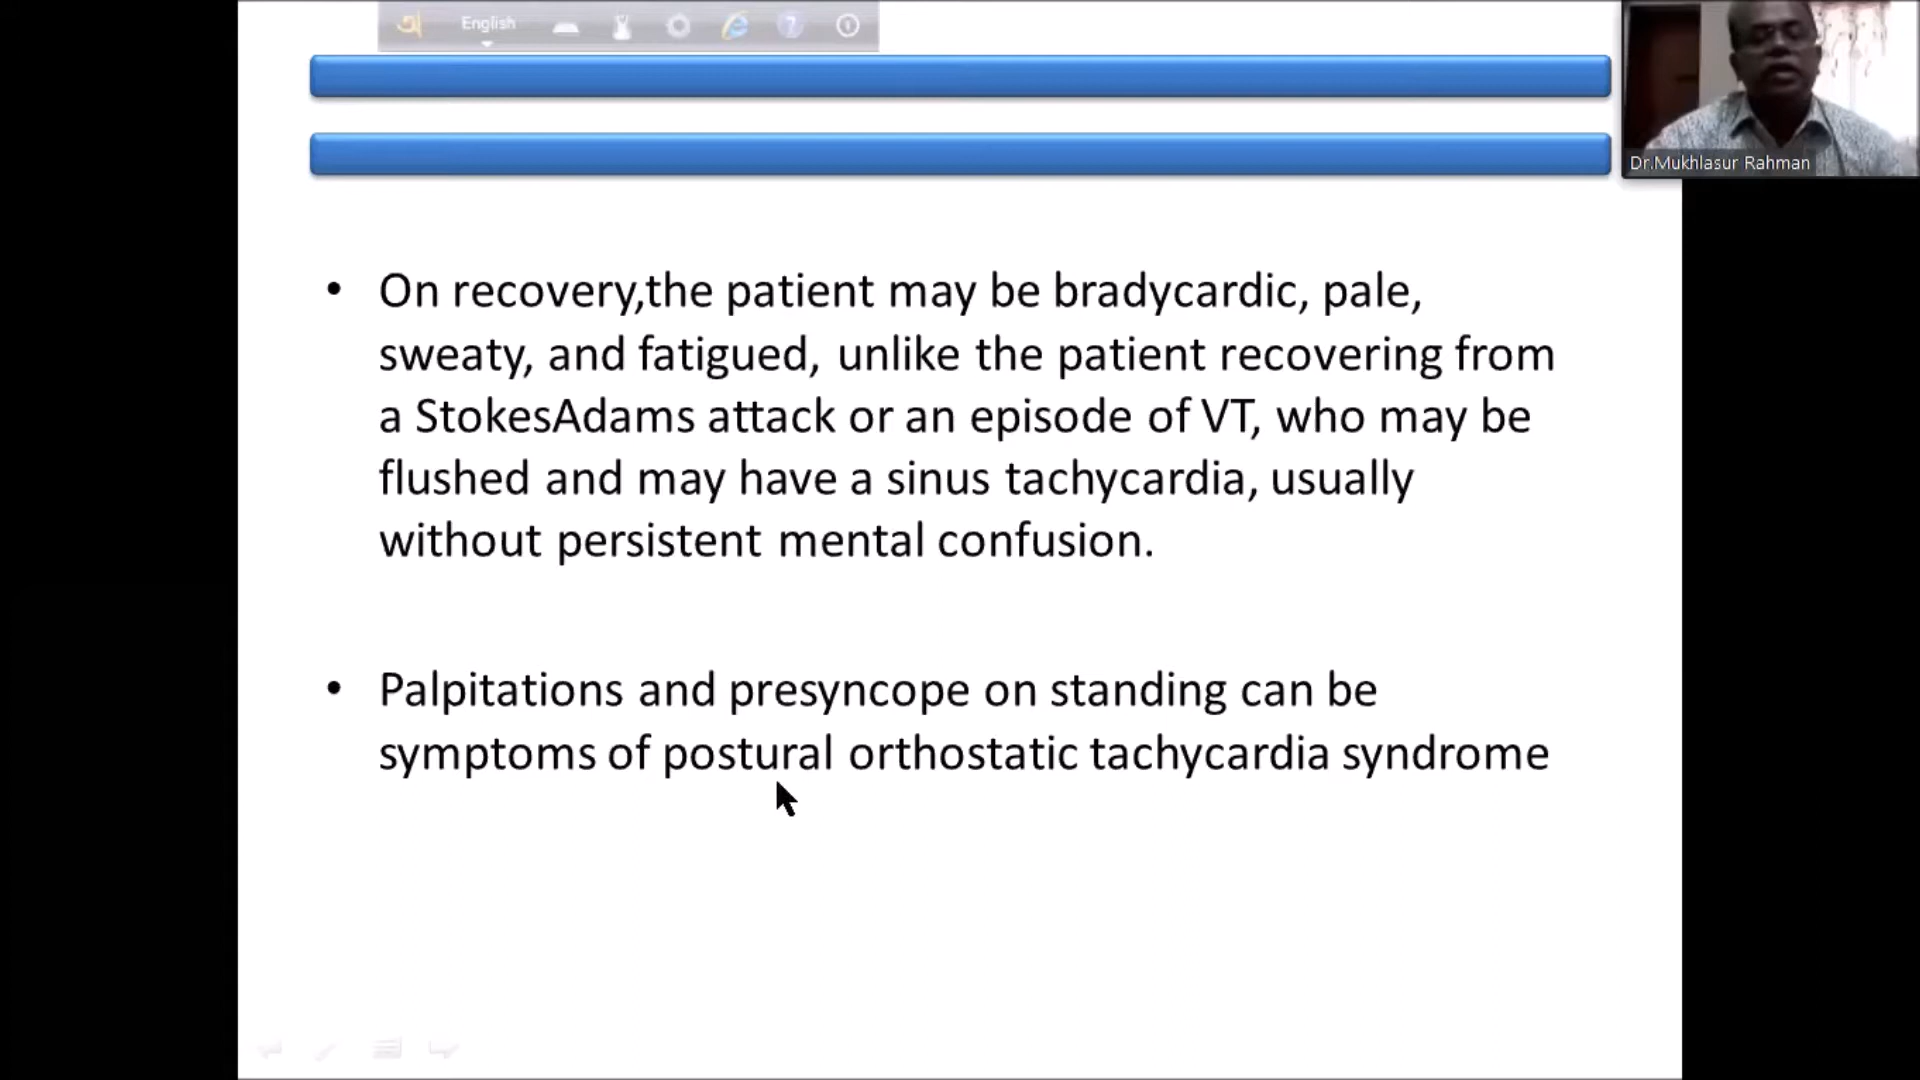 অ English
Dr.Mukhlasur Rahman
• On recovery,the patient may be bradycardic, pale,
sweaty, and fatigued, unlike the patient recovering from
a StokesAdams attack or an episode of VT, who may be
flushed and may have a sinus tachycardia, usually
without persistent mental confusion.
• Palpitations and presyncope on standing can be
symptoms of postural orthostatic tachycardia syndrome